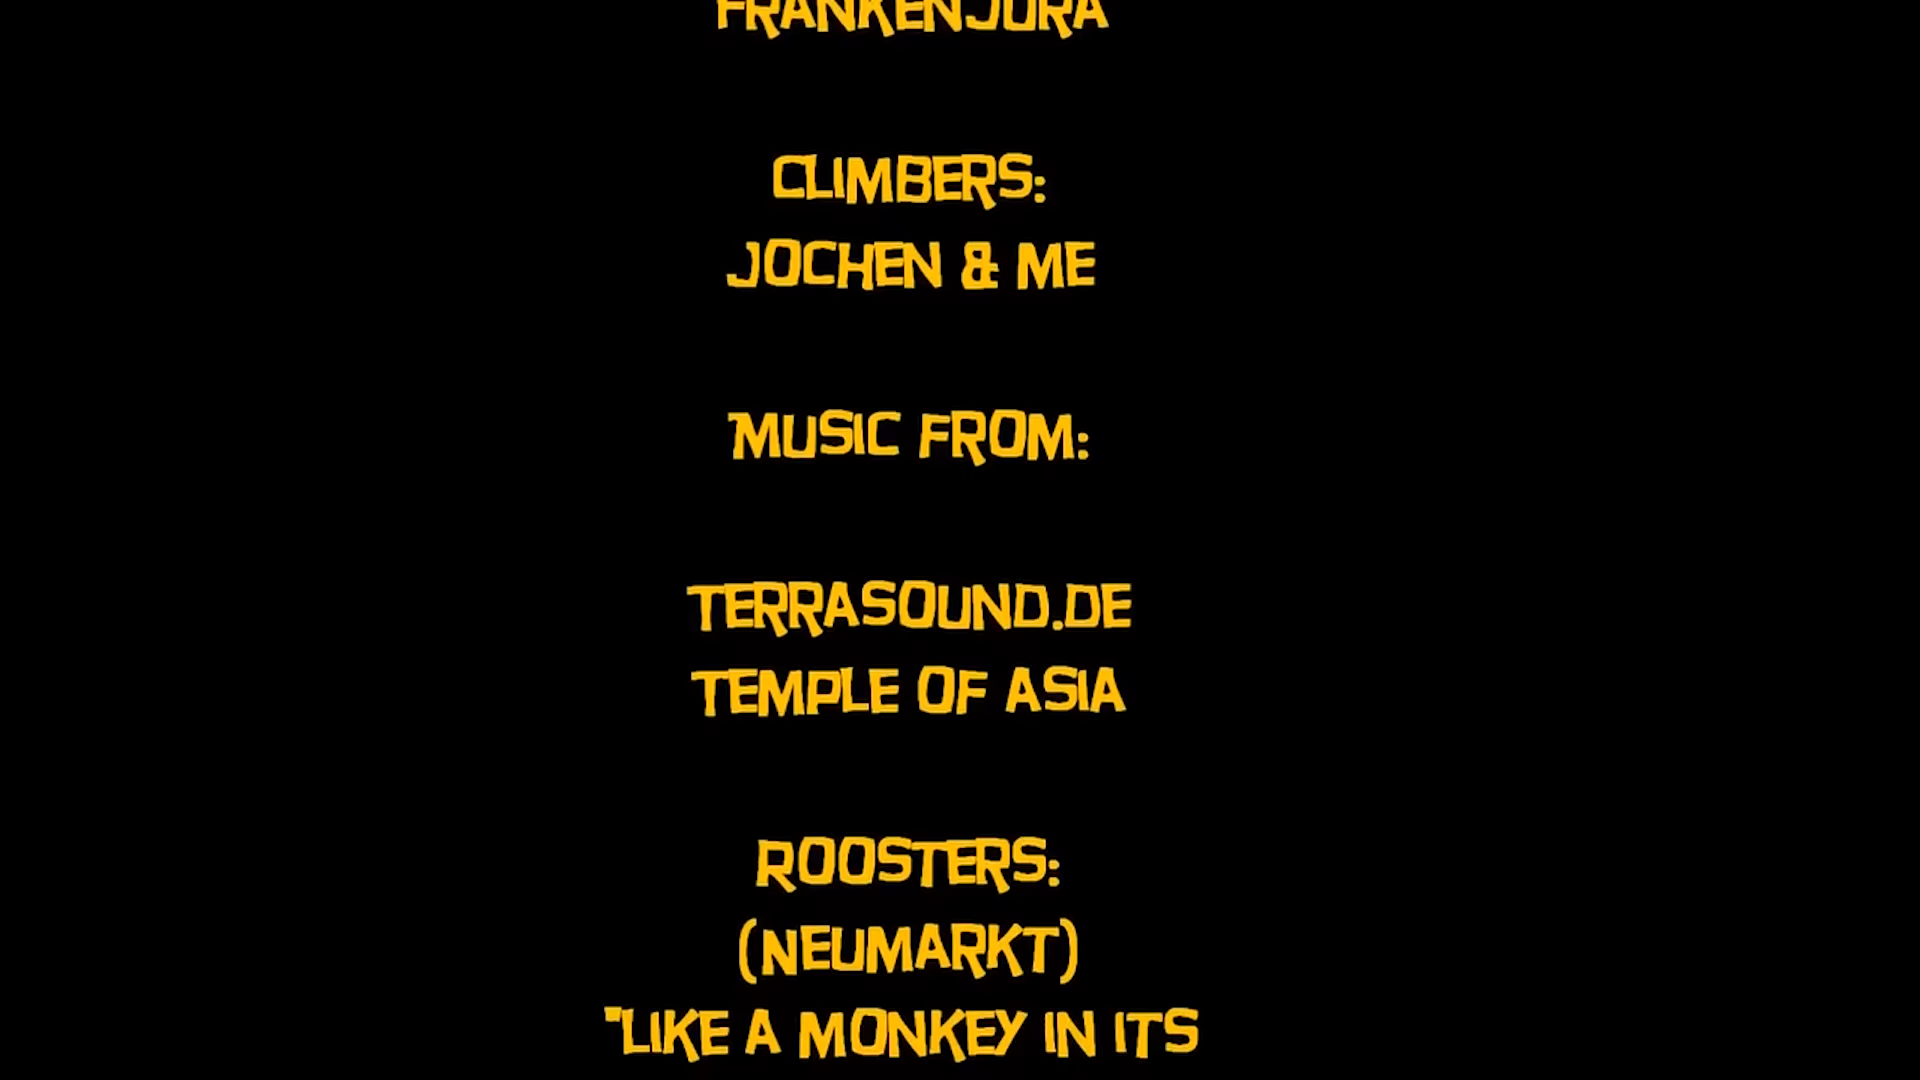 FRANKENJURA
CLIMBERS:
JOCHEN & ME
MUSIC FROM:
TERRASOUND.DE
TEMPLE OF ASIA
ROOSTERS:
(NEUMARKT)
"LIKE A MONKEY IN ITS